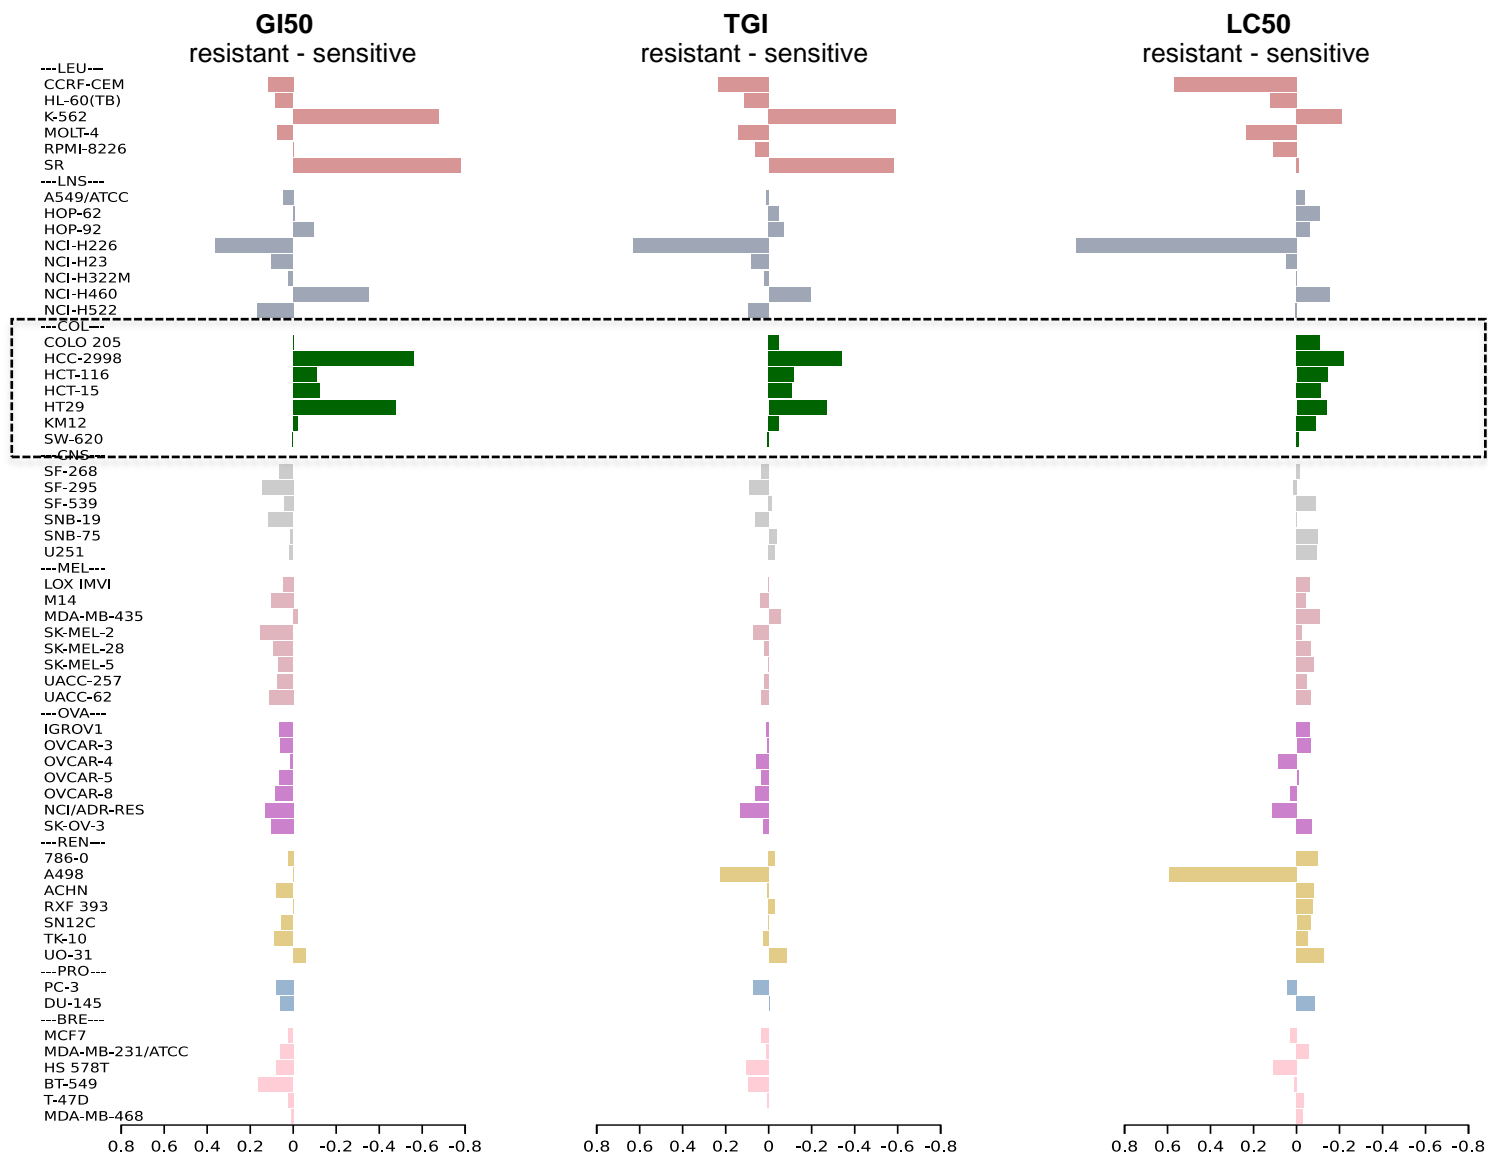 GI50 TGI LC50
resistant - sensitive resistant - sensitive resistant - sensitive
---LEU---
CCRF-CEM
HL-60(TB)
K-562
MOLT-4
RPMI-8226
SR
---LNS---
A549/ATCC
HOP-62
HOP-92
NCI-H226
NCI-H23
NCI-H322M
NCI-H460
NCI-H522
---COL---
COLO 205
HCC-2998
HCT-116
HCT-15
HT29
KM12
SW-620
---CNS---
SF-268
SF-295
SF-539
SNB-19
SNB-75
U251
---MEL---
LOX IMVI
M14
MDA-MB-435
SK-MEL-2
SK-MEL-28
SK-MEL-5
UACC-257
UACC-62
---OVA---
IGROV1
OVCAR-3
OVCAR-4
OVCAR-5
OVCAR-8
NCI/ADR-RES
SK-OV-3
---REN---
786-0
A498
ACHN
RXF 393
SN12C
TK-10
UO-31
---PRO---
PC-3
DU-145
---BRE---
MCF7
MDA-MB-231/ATCC
HS 578T
BT-549
T-47D
MDA-MB-468
0.8 0.6 0.4 0.2 0 -0.2 -0.4 -0.6 -0.8 0.8 0.6 0.4 0.2 0 -0.2 -0.4 -0.6 -0.8 0.8 0.6 0.4 0.2 0 -0.2 -0.4 -0.6 -0.8